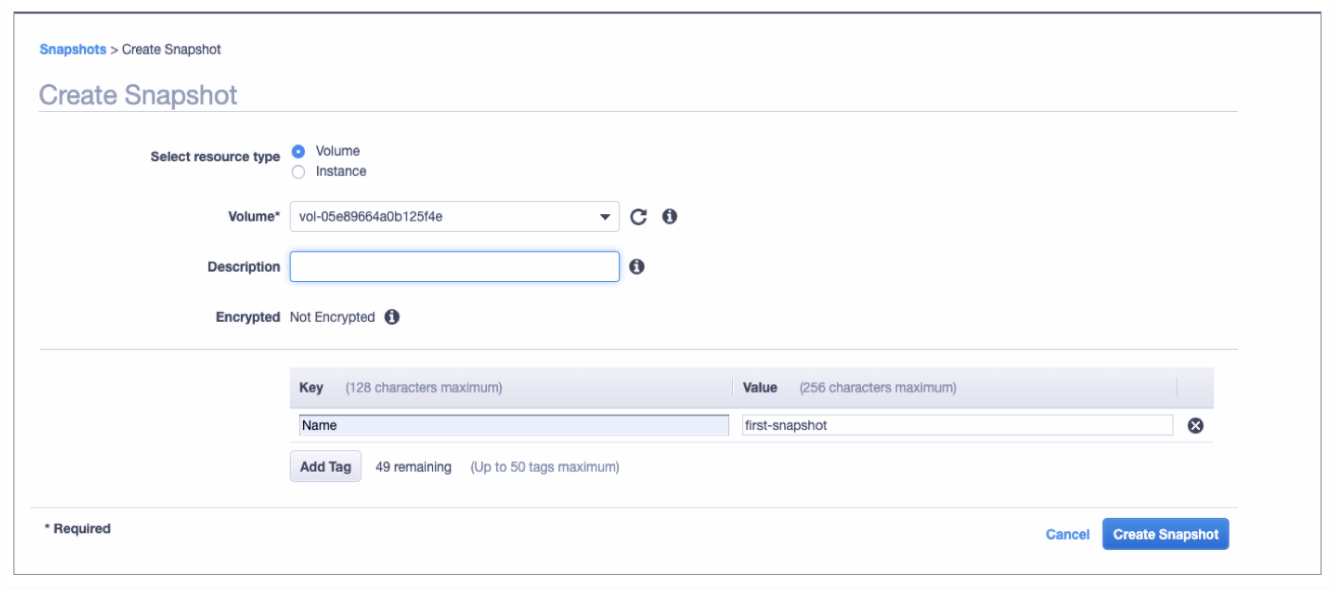 Snapshots > Create Snapshot
Create Snapshot
Select resource type
Volume
Instance
Volume* vol-05e89664a0b125f4e
Description
Encrypted Not Encrypted
Key (128 characters maximum) Value (256 characters maximum)
Name first-snapshot
Add Tag 49 remaining (Up to 50 tags maximum)
* Required
Cancel Create Snapshot